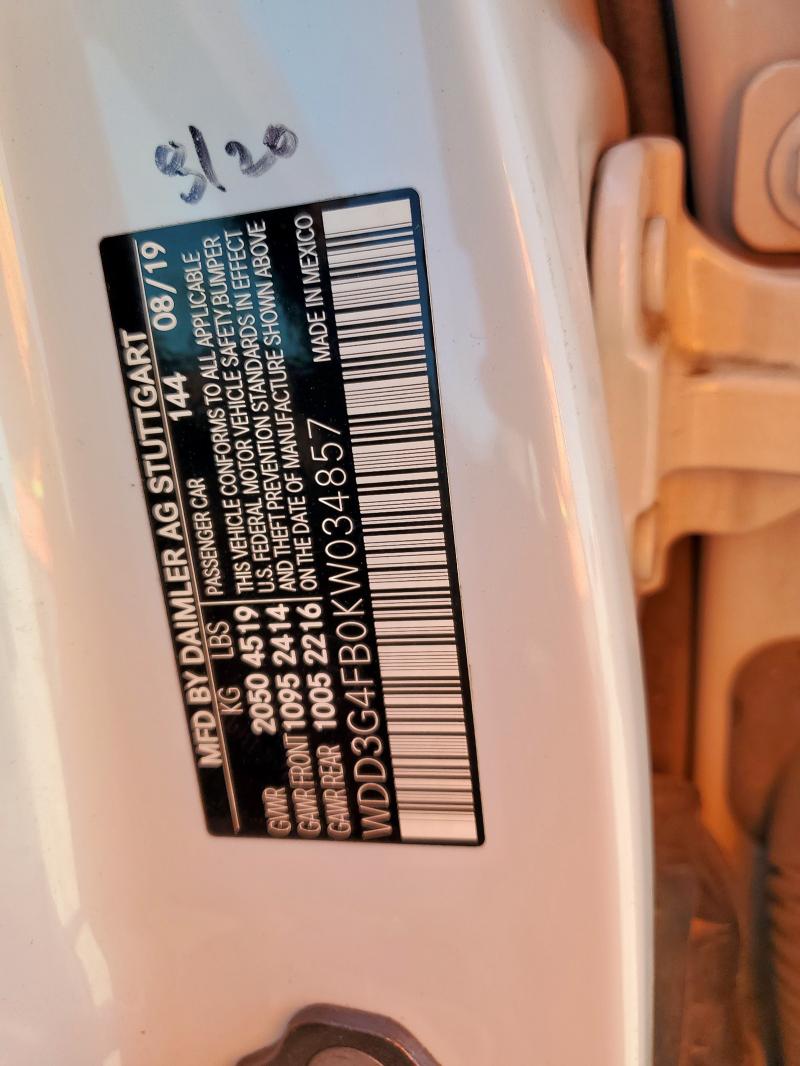 9/20
MFD BY DAIMLER AG STUTTGART
KG LBS 144 08/19
GVWR 2050 4519
GAWR FRONT 1095 2414
GAWR REAR 1005 2216
PASSENGER CAR
THIS VEHICLE CONFORMS TO ALL APPLICABLE
U.S. FEDERAL MOTOR VEHICLE SAFETY, BUMPER
AND THEFT PREVENTION STANDARDS IN EFFECT
ON THE DATE OF MANUFACTURE SHOWN ABOVE
WDD3G4FB0KW034857 MADE IN MEXICO